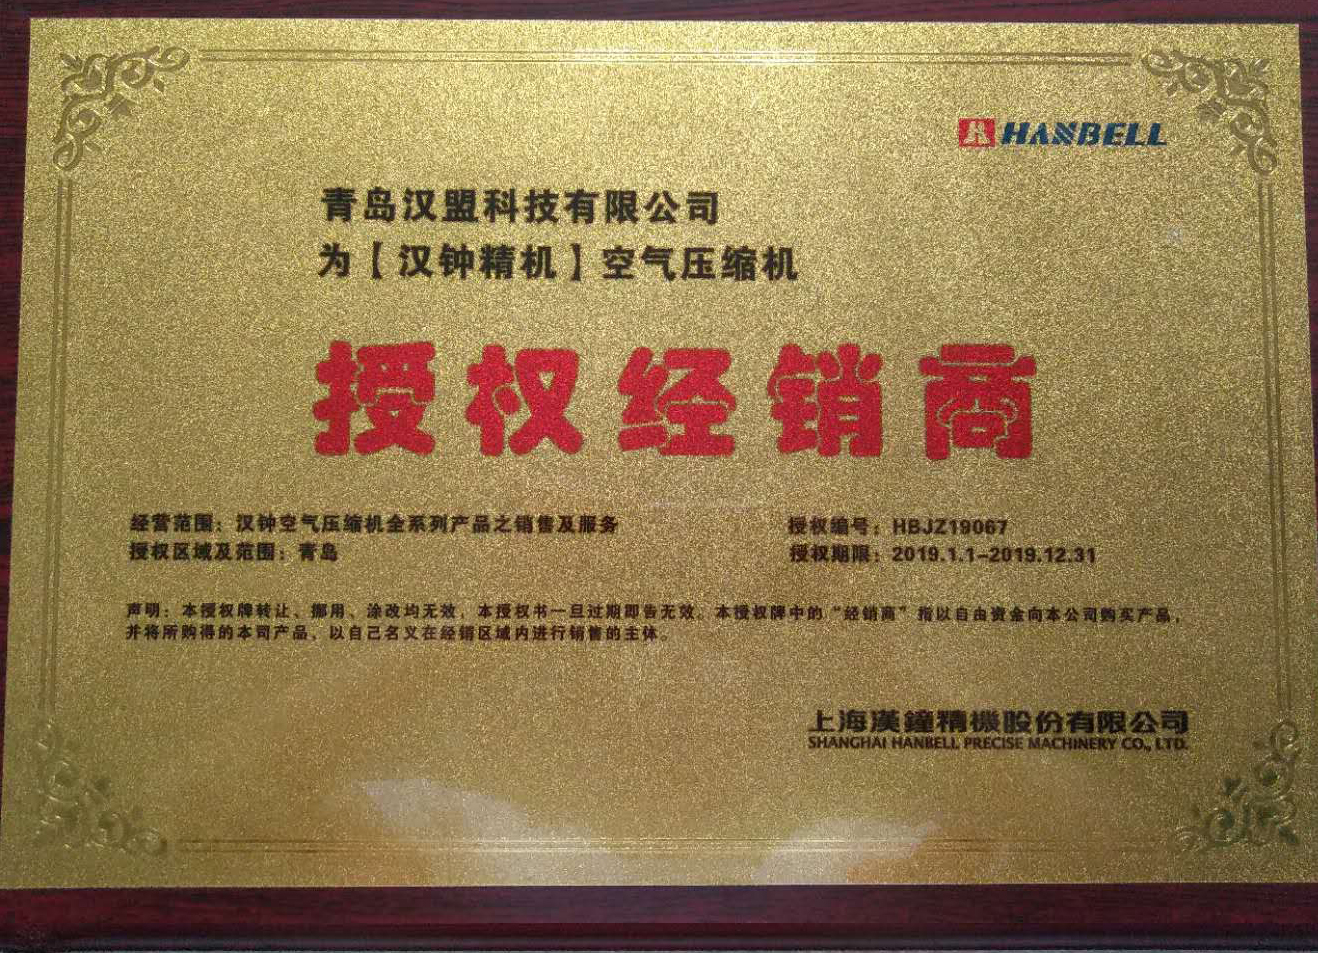 HANBELL
青岛汉盟科技有限公司
为【汉钟精机】空气压缩机
授权经销商
经营范围：汉钟空气压缩机全系列产品之销售及服务
授权编号：HBJZ19067
授权区域及范围：青岛
授权期限：2019.1.1-2019.12.31
声明：本授权牌转让、挪用、涂改均无效，本授权书一旦过期即告无效。本授权牌中的“经销商”指以自由资金向本公司购买产品，
并将所购得的本司产品，以自己名义在经销区域内进行销售的主体。
上海漢鐘精機股份有限公司
SHANGHAI HANBELL PRECISE MACHINERY CO., LTD.